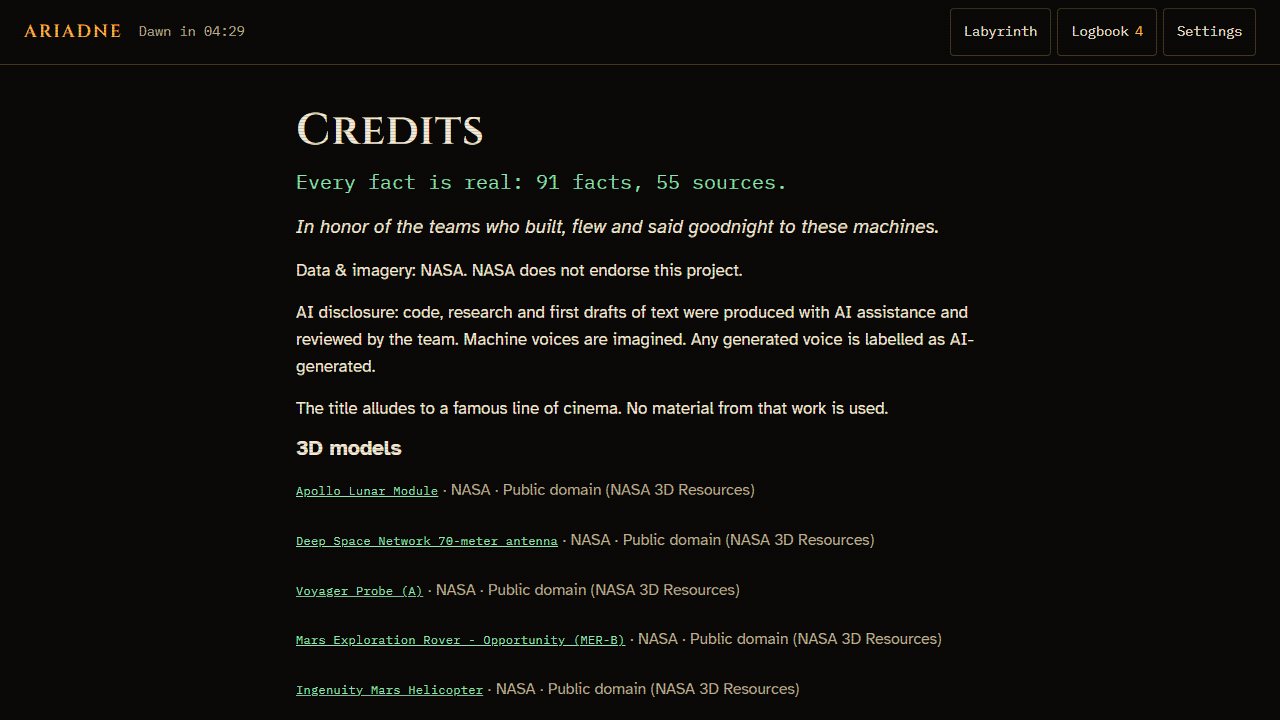 ARIADNE Dawn in 04:29 Labyrinth Logbook 4 Settings
CREDITS
Every fact is real: 91 facts, 55 sources.
In honor of the teams who built, flew and said goodnight to these machines.
Data & imagery: NASA. NASA does not endorse this project.
AI disclosure: code, research and first drafts of text were produced with AI assistance and
reviewed by the team. Machine voices are imagined. Any generated voice is labelled as AI-
generated.
The title alludes to a famous line of cinema. No material from that work is used.
3D models
Apollo Lunar Module · NASA · Public domain (NASA 3D Resources)
Deep Space Network 70-meter antenna · NASA · Public domain (NASA 3D Resources)
Voyager Probe (A) · NASA · Public domain (NASA 3D Resources)
Mars Exploration Rover - Opportunity (MER-B) · NASA · Public domain (NASA 3D Resources)
Ingenuity Mars Helicopter · NASA · Public domain (NASA 3D Resources)